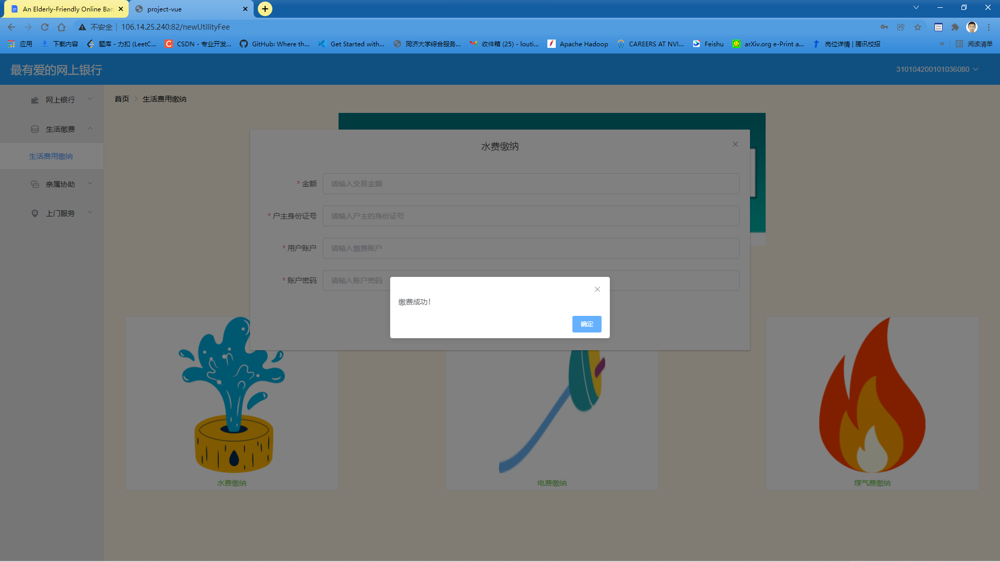 An Elderly-Friendly Online Ban
project-vue
不安全
106.14.25.240:82/newUtilityFee
应用
下载内容
题库 - 力扣 (LeetC...
CSDN - 专业开发...
GitHub: Where th...
Get Started with...
同济大学综合服务...
收件箱 (25) - louti...
Apache Hadoop
CAREERS AT NVI...
Feishu
arXiv.org e-Print a...
岗位详情 | 腾讯校招
»
阅读清单
最有爱的网上银行
310104200101036080
网上银行
生活缴费
生活费用缴纳
亲属协助
上门服务
首页 > 生活费用缴纳
水费缴纳
* 金额 请输入交易金额
* 户主身份证号 请输入户主的身份证号
* 用户账户 请输入缴费账户
* 账户密码 请输入账户密码
缴费成功！
确定
水费缴纳
电费缴纳
煤气费缴纳